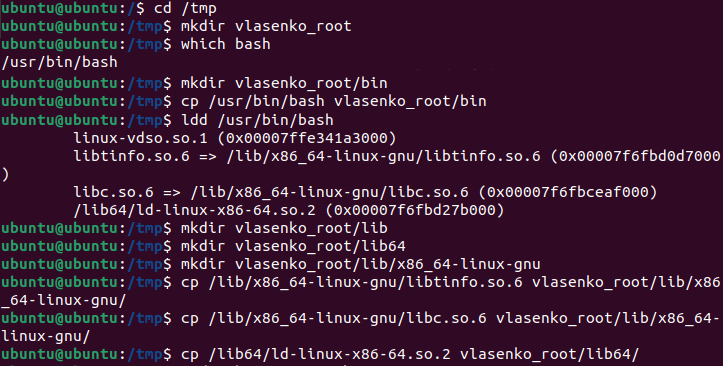 ubuntu@ubuntu:/$ cd /tmp
ubuntu@ubuntu:/tmp$ mkdir vlasenko_root
ubuntu@ubuntu:/tmp$ which bash
/usr/bin/bash
ubuntu@ubuntu:/tmp$ mkdir vlasenko_root/bin
ubuntu@ubuntu:/tmp$ cp /usr/bin/bash vlasenko_root/bin
ubuntu@ubuntu:/tmp$ ldd /usr/bin/bash
        linux-vdso.so.1 (0x00007ffe341a3000)
        libtinfo.so.6 => /lib/x86_64-linux-gnu/libtinfo.so.6 (0x00007f6fbd0d7000
)
        libc.so.6 => /lib/x86_64-linux-gnu/libc.so.6 (0x00007f6fbceaf000)
        /lib64/ld-linux-x86-64.so.2 (0x00007f6fbd27b000)
ubuntu@ubuntu:/tmp$ mkdir vlasenko_root/lib
ubuntu@ubuntu:/tmp$ mkdir vlasenko_root/lib64
ubuntu@ubuntu:/tmp$ mkdir vlasenko_root/lib/x86_64-linux-gnu
ubuntu@ubuntu:/tmp$ cp /lib/x86_64-linux-gnu/libtinfo.so.6 vlasenko_root/lib/x86
_64-linux-gnu/
ubuntu@ubuntu:/tmp$ cp /lib/x86_64-linux-gnu/libc.so.6 vlasenko_root/lib/x86_64-
linux-gnu/
ubuntu@ubuntu:/tmp$ cp /lib64/ld-linux-x86-64.so.2 vlasenko_root/lib64/